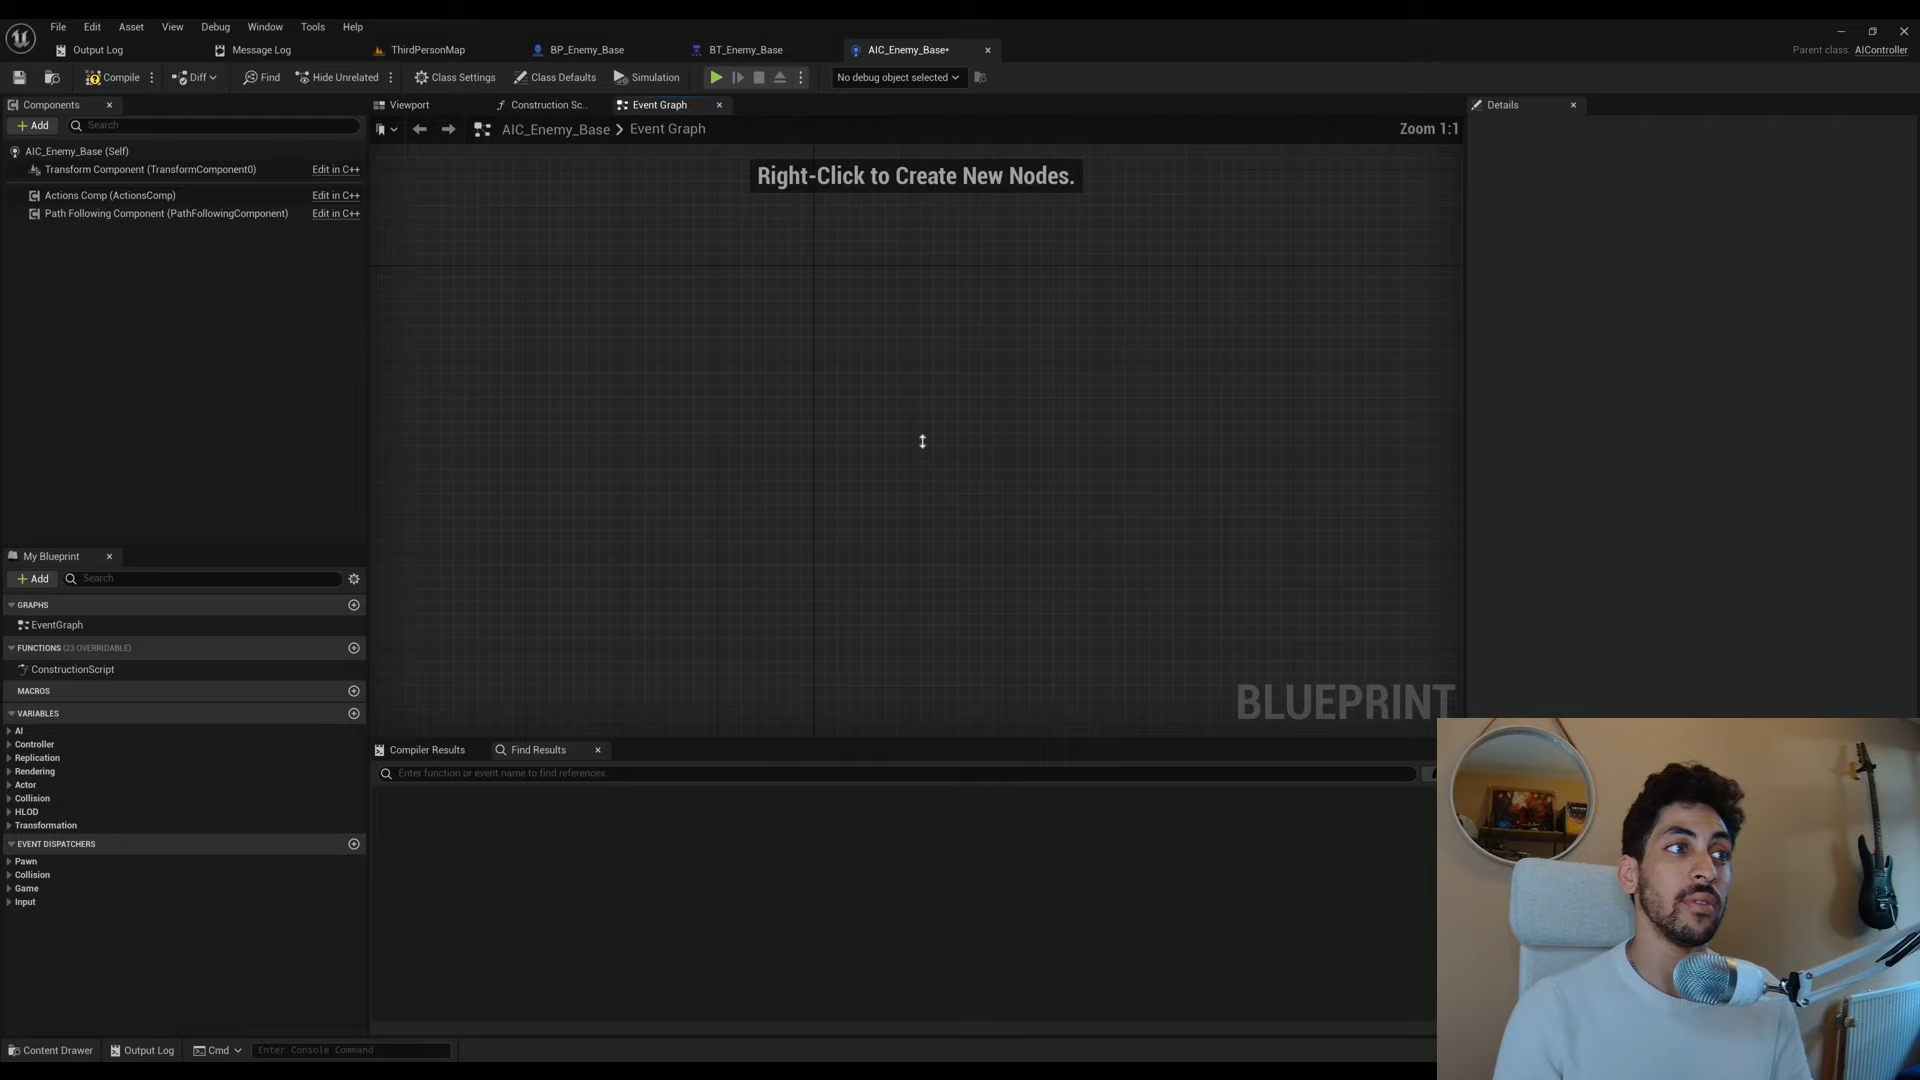 File Edit Asset View Debug Window Tools Help
Output Log Message Log ThirdPersonMap BP_Enemy_Base BT_Enemy_Base AIC_Enemy_Base* Parent class: AIController
Compile Diff Find Hide Unrelated Class Settings Class Defaults Simulation No debug object selected
Components Viewport Construction Sc... Event Graph Details
Add Search AIC_Enemy_Base Event Graph Zoom 1:1
AIC_Enemy_Base (Self)
Transform Component (TransformComponent0) Edit in C++
Right-Click to Create New Nodes.
Actions Comp (ActionsComp) Edit in C++
Path Following Component (PathFollowingComponent) Edit in C++
My Blueprint
Add Search
GRAPHS
EventGraph
FUNCTIONS (23 OVERRIDABLE)
ConstructionScript
MACROS
BLUEPRINT
VARIABLES
AI
Controller
Compiler Results Find Results
Replication
Rendering
Enter function or event name to find references.
Actor
Collision
HLOD
Transformation
EVENT DISPATCHERS
Pawn
Collision
Game
Input
Content Drawer Output Log Cmd Enter Console Command